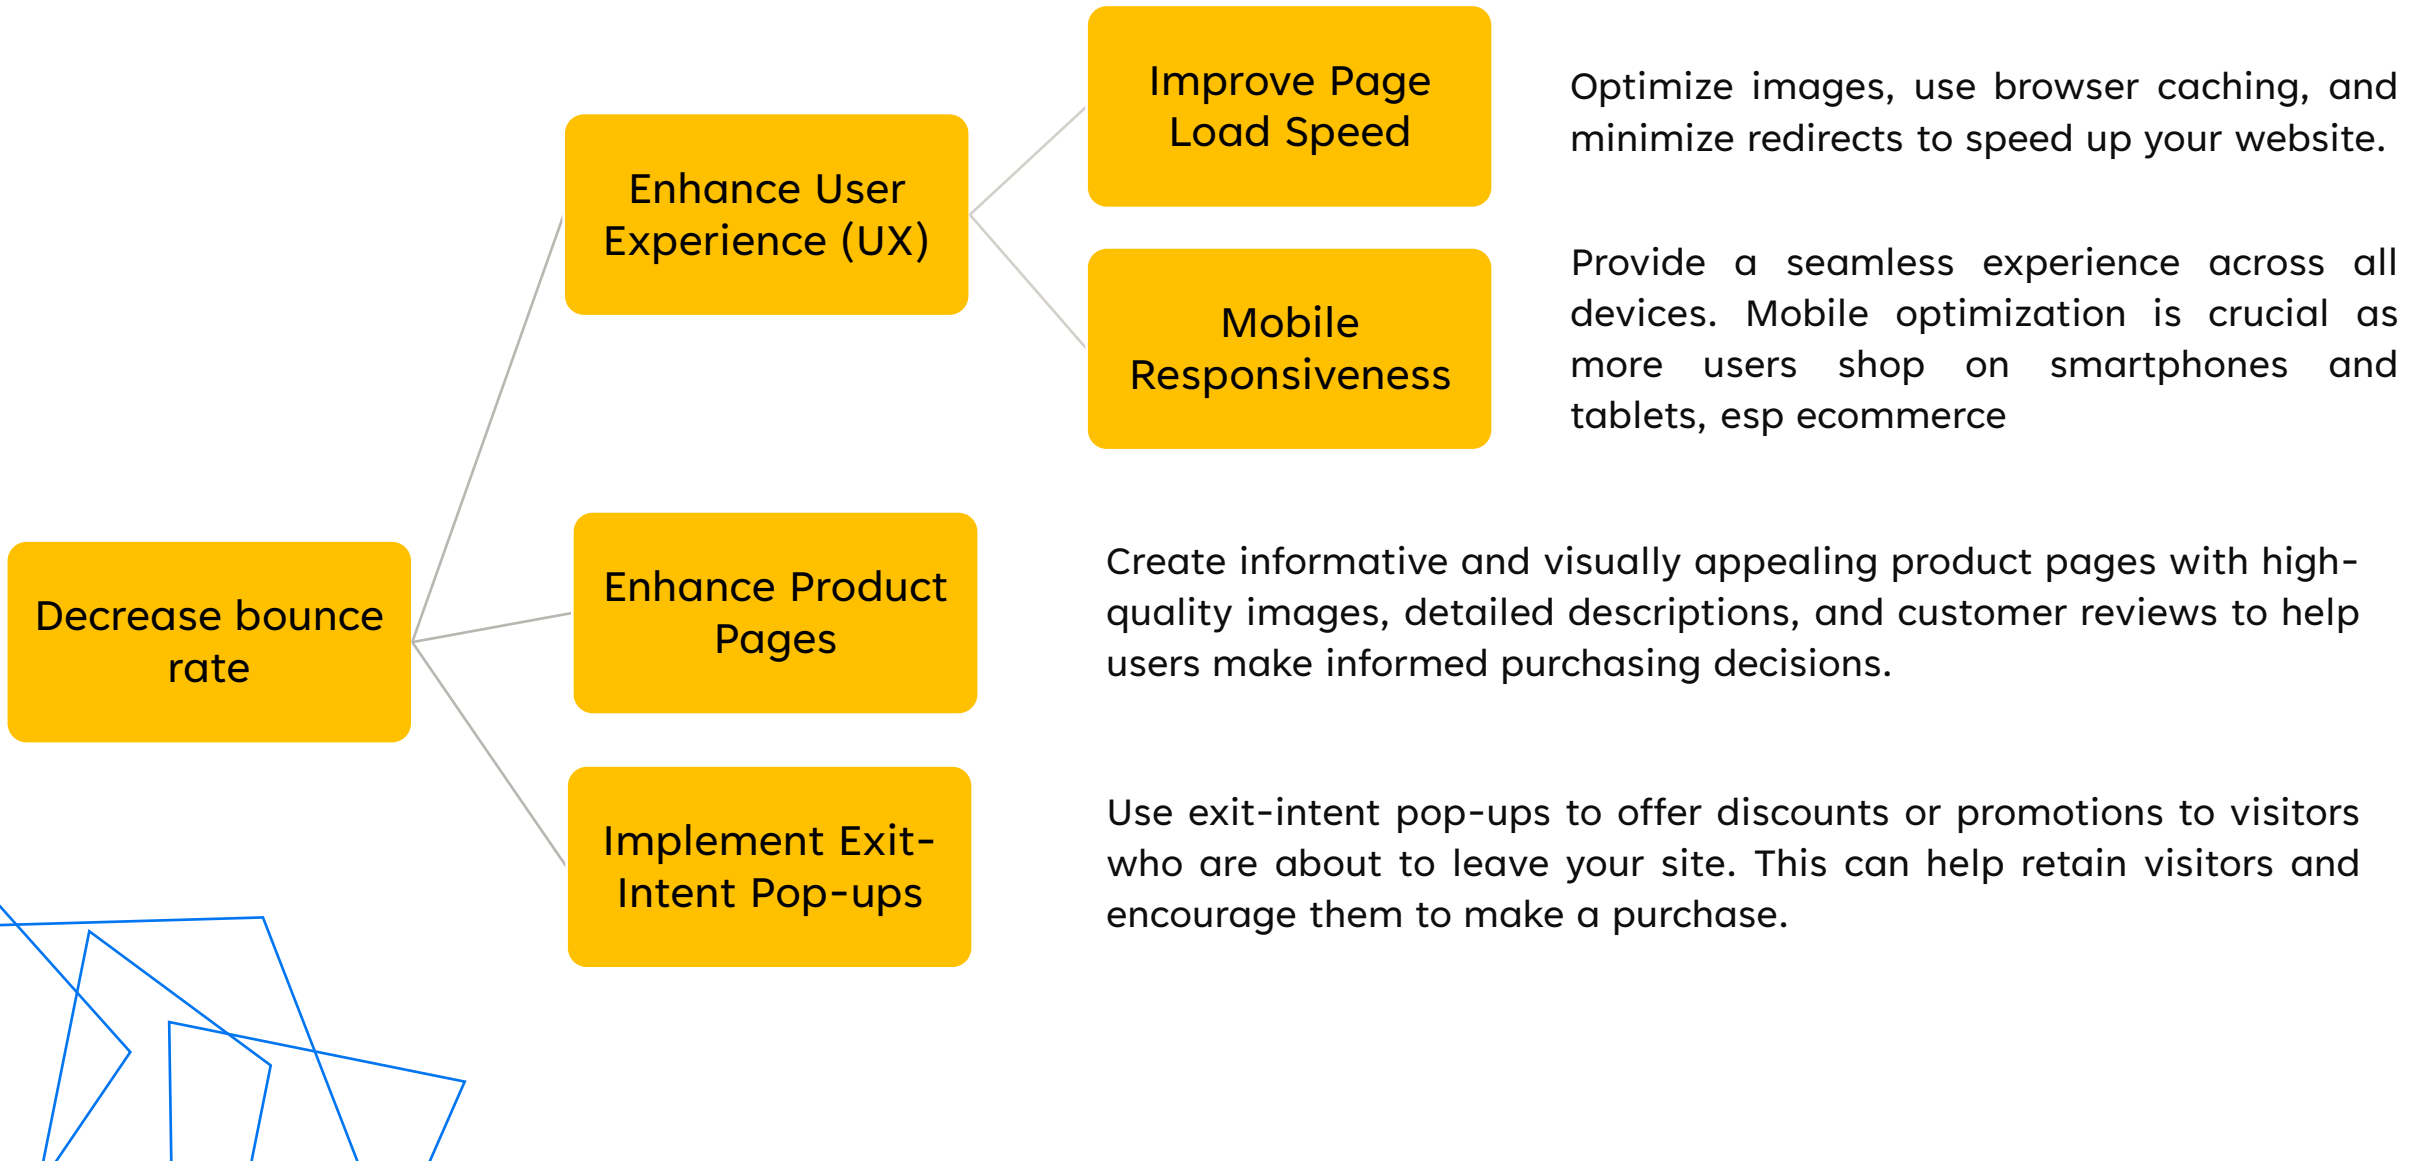 Improve Page
Load Speed
Optimize images, use browser caching, and
minimize redirects to speed up your website.
Enhance User
Experience (UX)
Mobile
Responsiveness
Provide a seamless experience across all
devices. Mobile optimization is crucial as
more users shop on smartphones and
tablets, esp ecommerce
Decrease bounce
rate
Enhance Product
Pages
Create informative and visually appealing product pages with high-
quality images, detailed descriptions, and customer reviews to help
users make informed purchasing decisions.
Implement Exit-
Intent Pop-ups
Use exit-intent pop-ups to offer discounts or promotions to visitors
who are about to leave your site. This can help retain visitors and
encourage them to make a purchase.